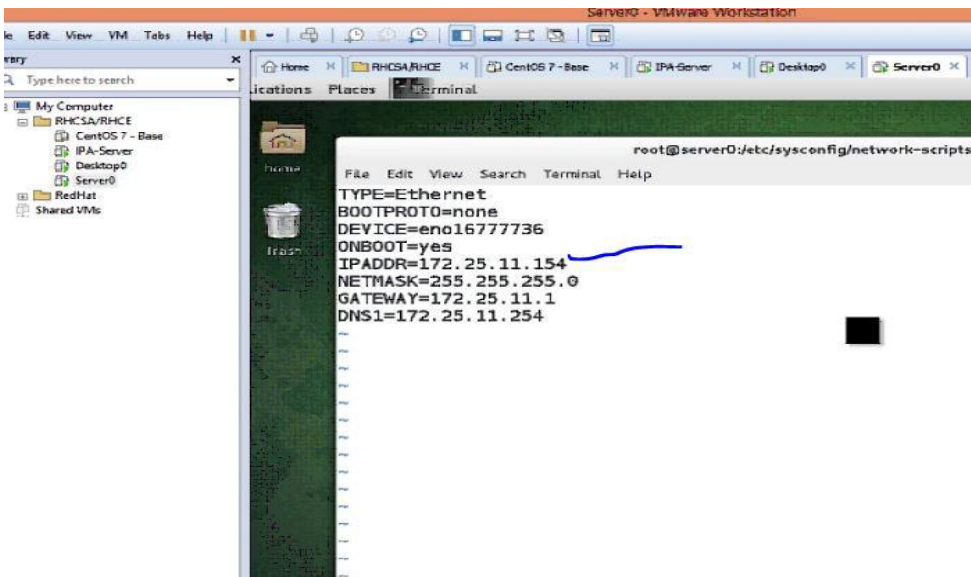 Server0 - VMware Workstation
Edit View VM Tabs Help
Home RHCSA/RHCE CentOS 7 - Base IPA-Server Desktop0 Server0
Type here to search
My Computer
RHCSA/RHCE
CentOS 7 - Base
IPA-Server
Desktop0
Server0
RedHat
Shared VMs
Places Terminal
home
Trash
root@server0:/etc/sysconfig/network-scripts
File Edit View Search Terminal Help
TYPE=Ethernet
BOOTPROTO=none
DEVICE=eno16777736
ONBOOT=yes
IPADDR=172.25.11.154
NETMASK=255.255.255.0
GATEWAY=172.25.11.1
DNS1=172.25.11.254
~
~
~
~
~
~
~
~
~
~
~
~
~
~